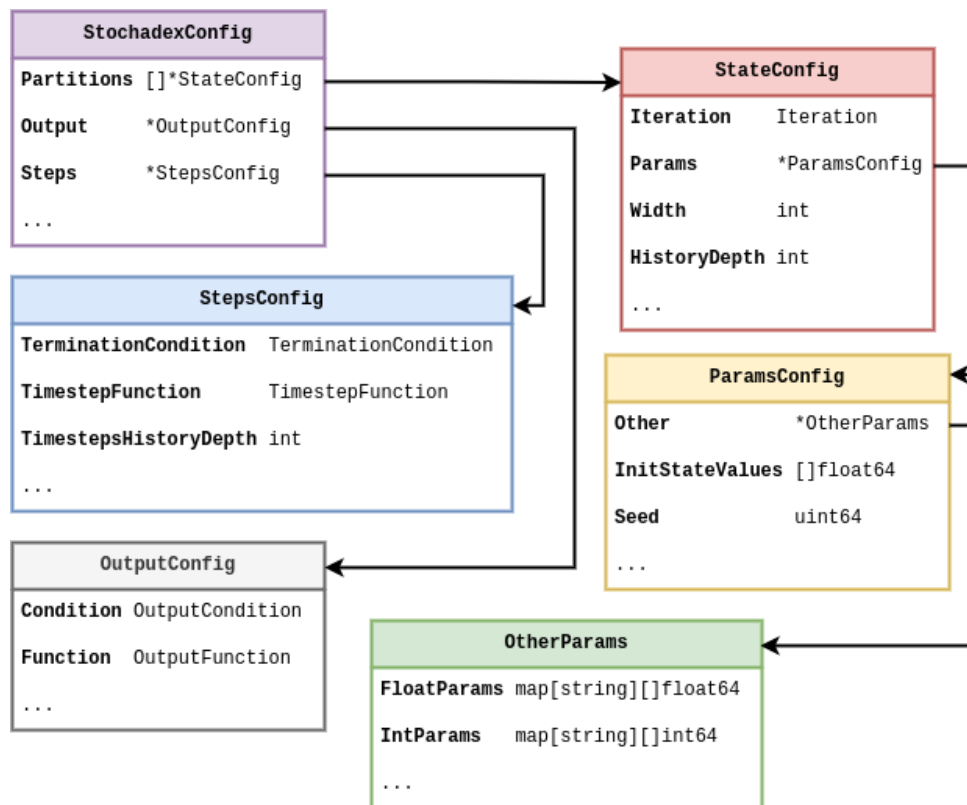 StochadexConfig
Partitions []*StateConfig
Output *OutputConfig
Steps *StepsConfig
...
StateConfig
Iteration Iteration
Params *ParamsConfig
Width int
HistoryDepth int
...
StepsConfig
TerminationCondition TerminationCondition
TimestepFunction TimestepFunction
TimestepsHistoryDepth int
...
ParamsConfig
Other *OtherParams
InitStateValues []float64
Seed uint64
...
OutputConfig
Condition OutputCondition
Function OutputFunction
...
OtherParams
FloatParams map[string][]float64
IntParams map[string][]int64
...